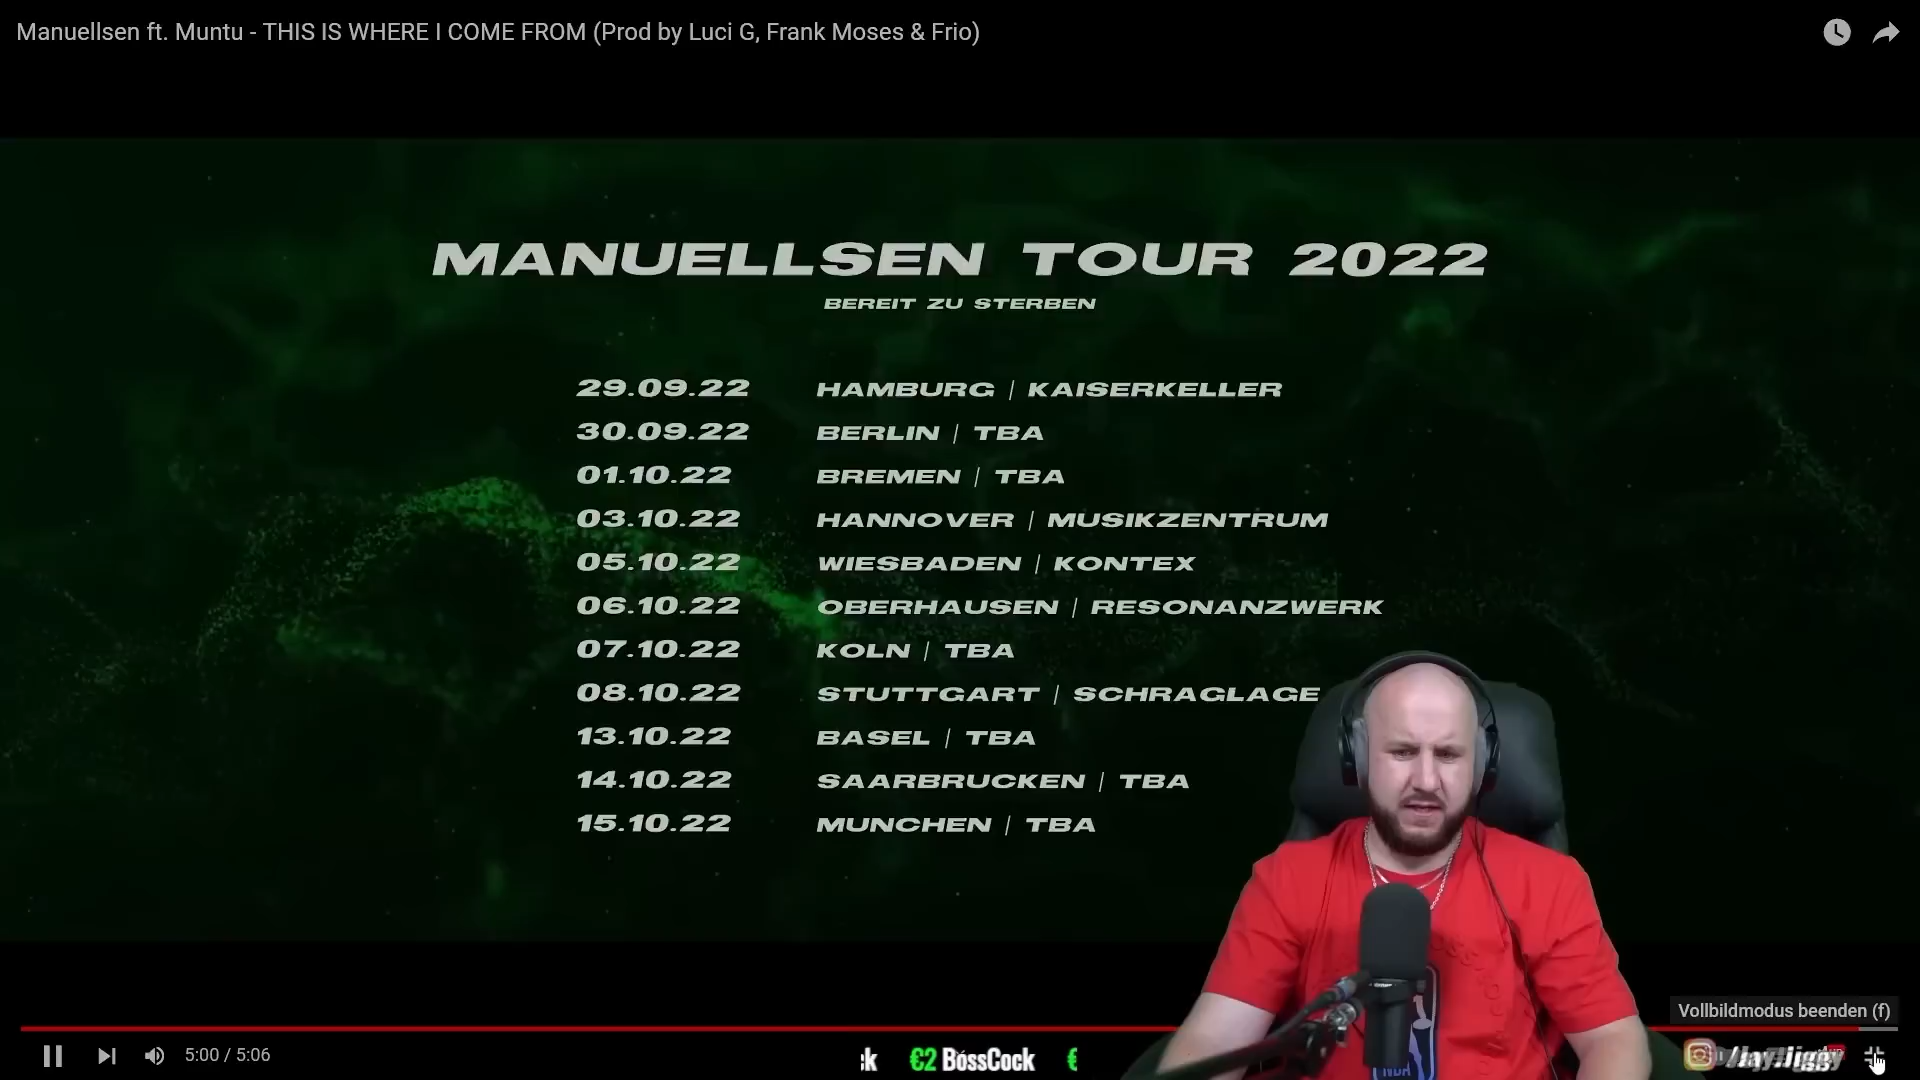 Manuellsen ft. Muntu - THIS IS WHERE I COME FROM (Prod by Luci G, Frank Moses & Frio)
MANUELLSEN TOUR 2022
BEREIT ZU STERBEN
29.09.22 HAMBURG | KAISERKELLER
30.09.22 BERLIN | TBA
01.10.22 BREMEN | TBA
03.10.22 HANNOVER | MUSIKZENTRUM
05.10.22 WIESBADEN | KONTEX
06.10.22 OBERHAUSEN | RESONANZWERK
07.10.22 KOLN | TBA
08.10.22 STUTTGART | SCHRAGLAGE
13.10.22 BASEL | TBA
14.10.22 SAARBRUCKEN | TBA
15.10.22 MUNCHEN | TBA
Vollbildmodus beenden (f)
5:00 / 5:06
€2 BóssCock €
NBA